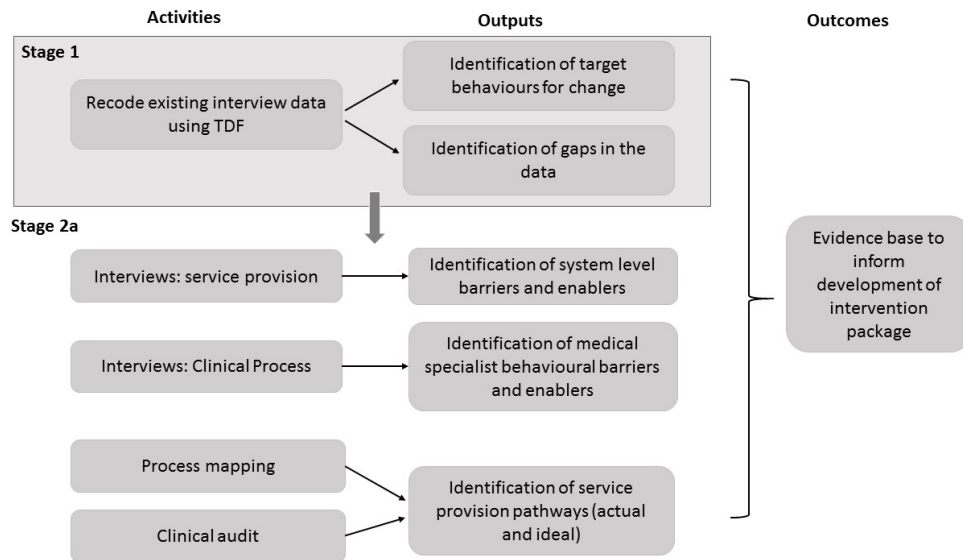 Activities
Outputs
Outcomes
Stage 1
Recode existing interview data
using TDF
Identification of target
behaviours for change
Identification of gaps in the
data
Stage 2a
Interviews: service provision
Identification of system level
barriers and enablers
Interviews: Clinical Process
Identification of medical
specialist behavioural barriers
and enablers
Process mapping
Clinical audit
Identification of service
provision pathways (actual
and ideal)
Evidence base to
inform
development of
intervention
package